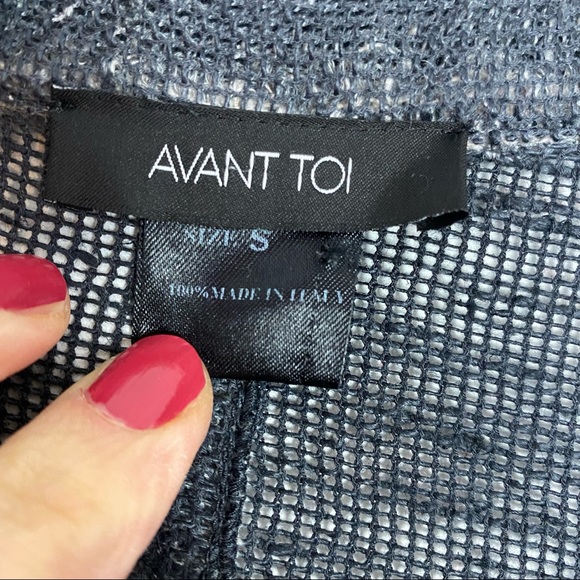 AVANT TOI
SIZE/ S
100%MADE IN ITALY